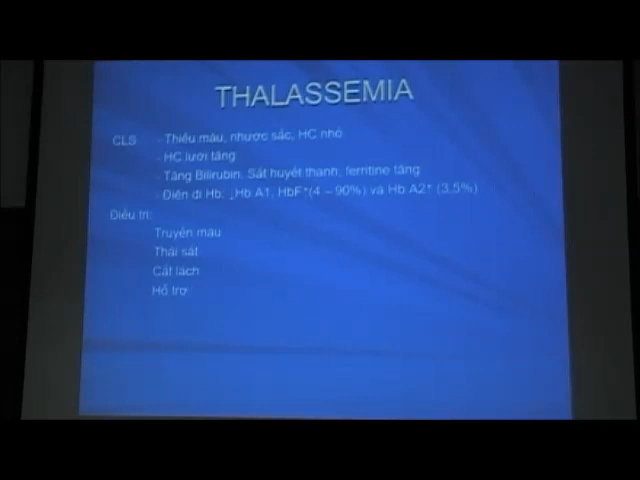 THALASSEMIA
CLS - Thiếu máu, nhược sắc, HC nhỏ
- HC lưới tăng
- Tăng Bilirubin. Sắt huyết thanh, ferritine tăng
- Điện di Hb: ↓Hb A1, HbF↑(4 – 90%) và Hb A2↑ (3,5%)
Điều trị:
Truyền máu
Thải sắt
Cắt lách
Hỗ trợ